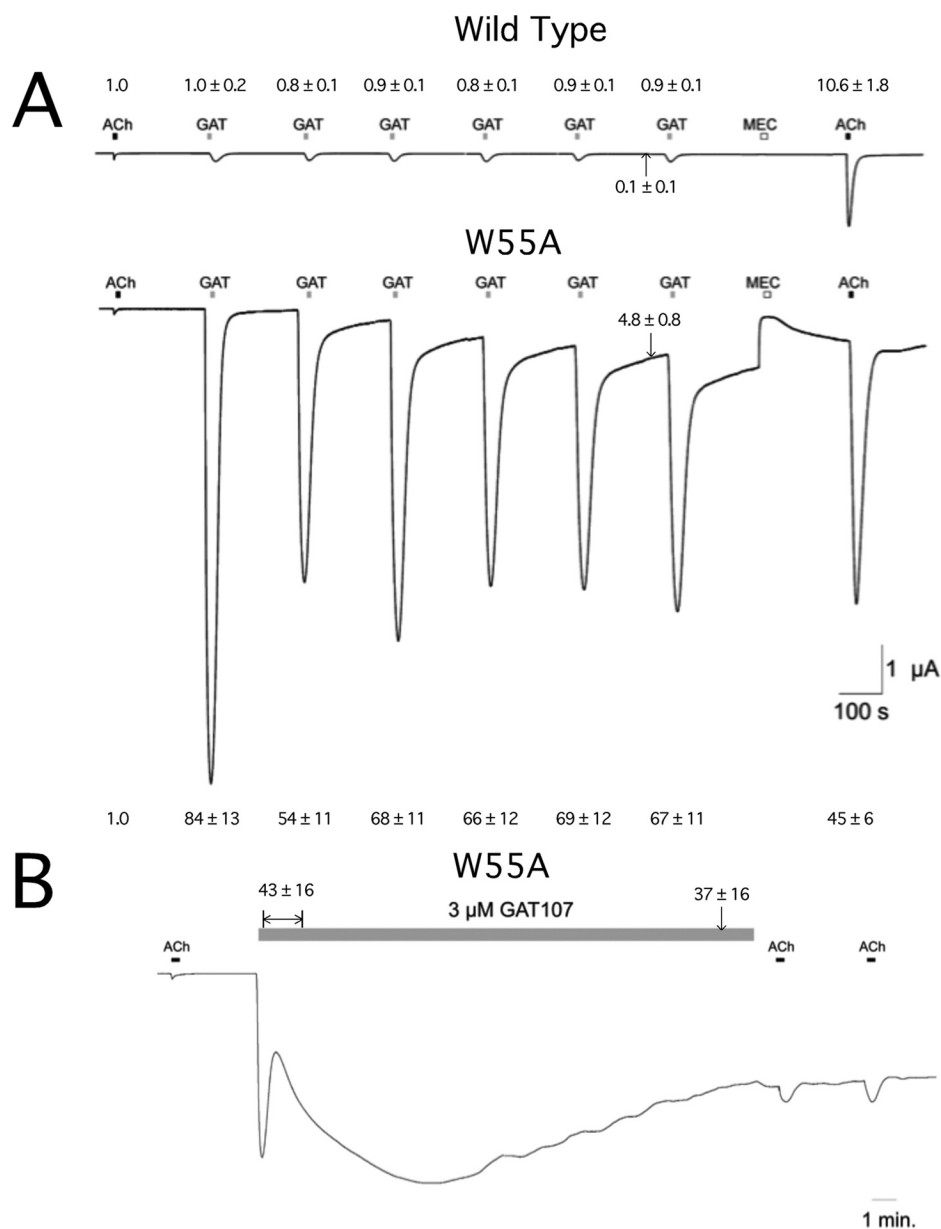 Wild Type
A
1.0 1.0 ± 0.2 0.8 ± 0.1 0.9 ± 0.1 0.8 ± 0.1 0.9 ± 0.1 0.9 ± 0.1 10.6 ± 1.8
ACh GAT GAT GAT GAT GAT GAT MEC ACh
0.1 ± 0.1
W55A
ACh GAT GAT GAT GAT GAT GAT MEC ACh
4.8 ± 0.8
1 µA
100 s
1.0 84 ± 13 54 ± 11 68 ± 11 66 ± 12 69 ± 12 67 ± 11 45 ± 6
B
W55A
43 ± 16 37 ± 16
3 µM GAT107
ACh ACh ACh
1 min.